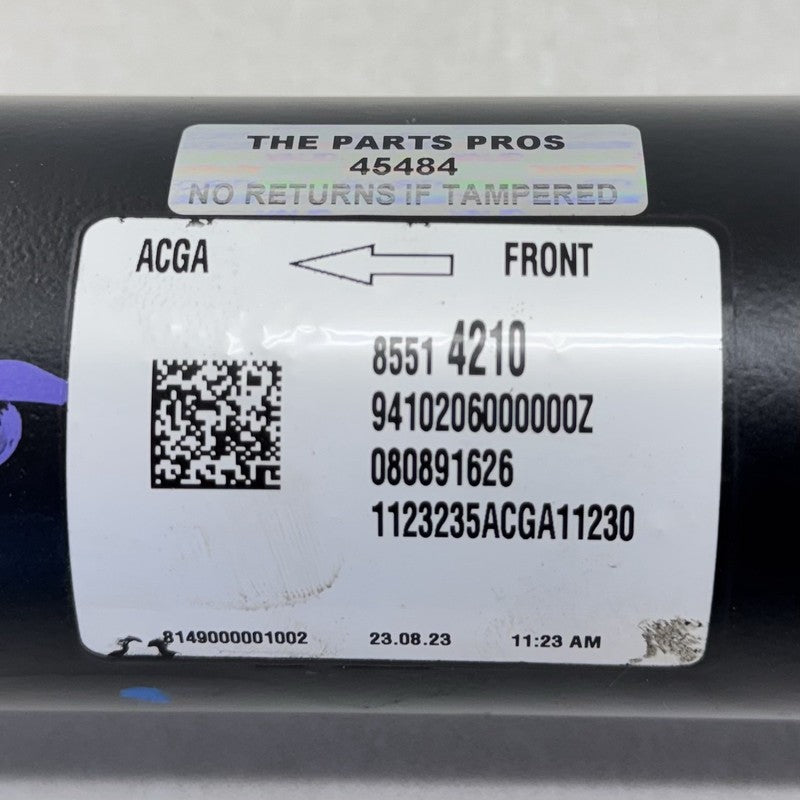 THE PARTS PROS
45484
NO RETURNS IF TAMPERED
ACGA FRONT
8551 4210
9410206000000Z
080891626
1123235ACGA11230
8149000001002 23.08.23 11:23 AM